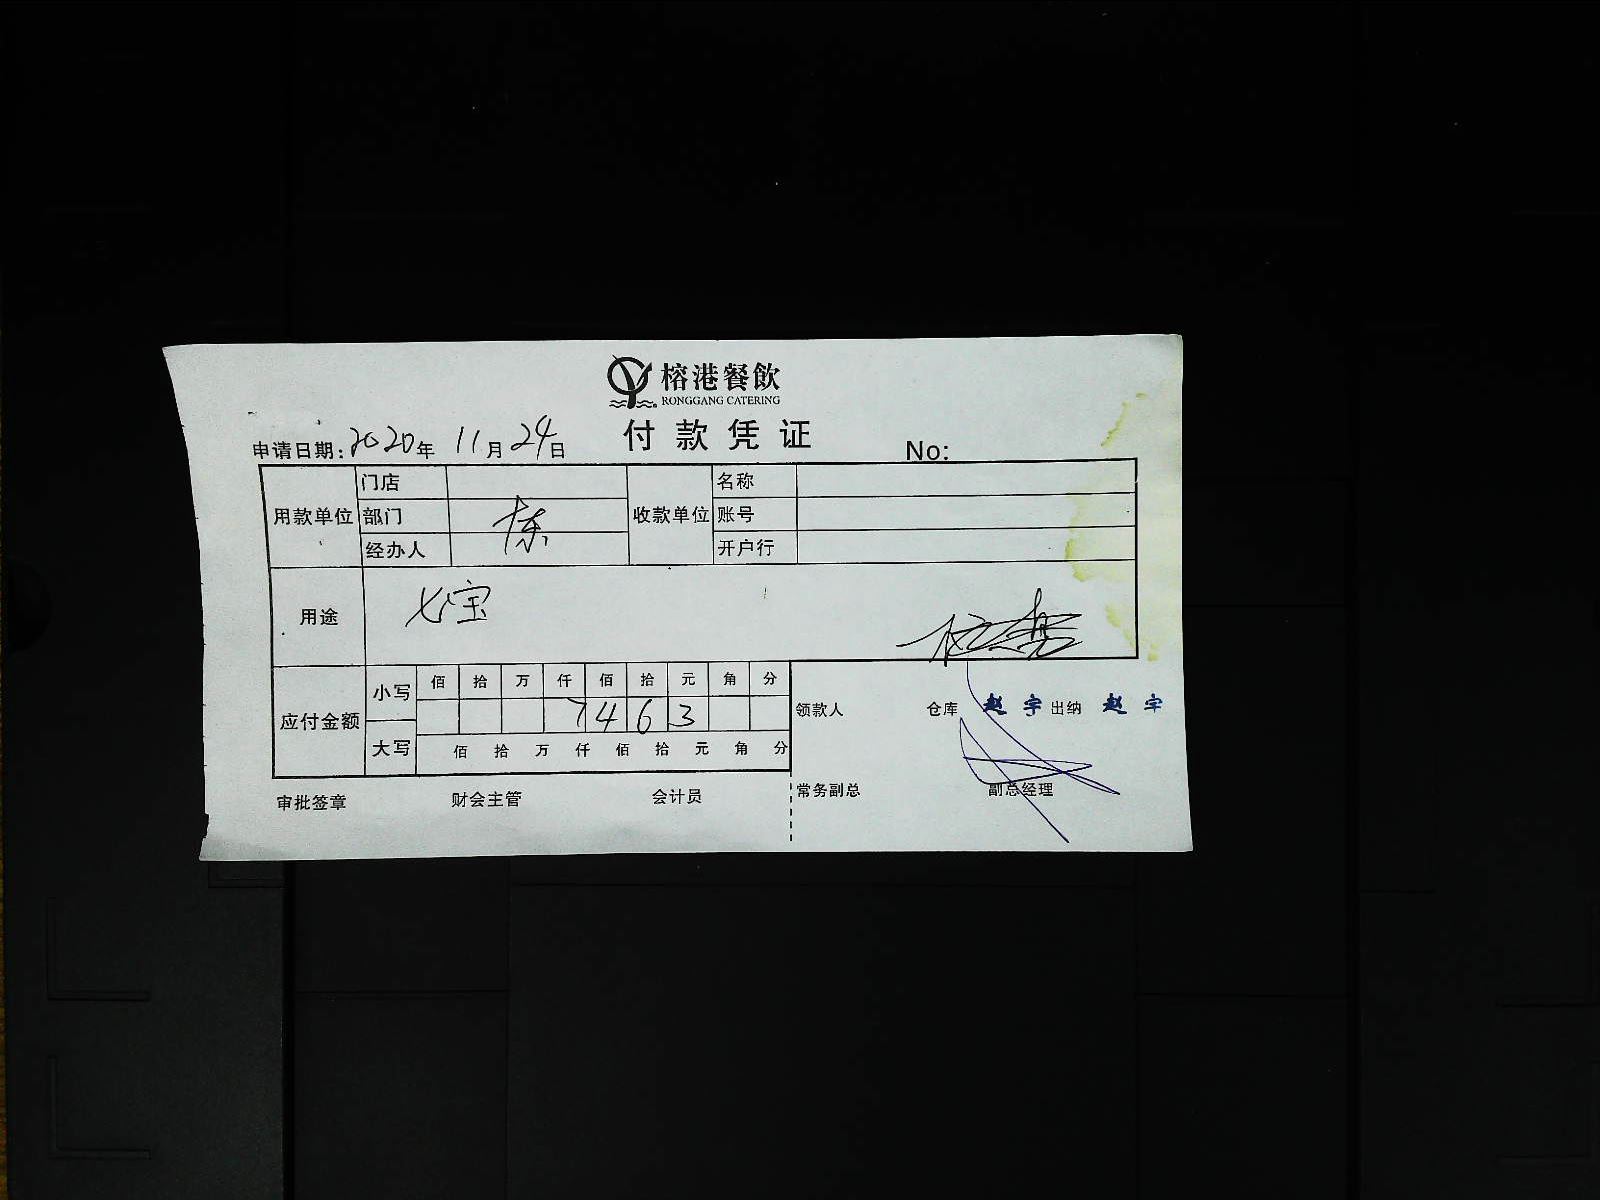 榕港餐飲
RONGGANG CATERING
付款凭证
申请日期: 2020年 11月24日 No:
用款单位 门店 收款单位 名称
部门 账号
经办人 开户行
用途 七宝
应付金额 小写 佰 拾 万 仟 佰 拾 元 角 分
7 4 6 3
大写 佰 拾 万 仟 佰 拾 元 角 分
领款人 仓库 赵宇 出纳 赵宇
审批签章 财会主管 会计员 常务副总 副总经理